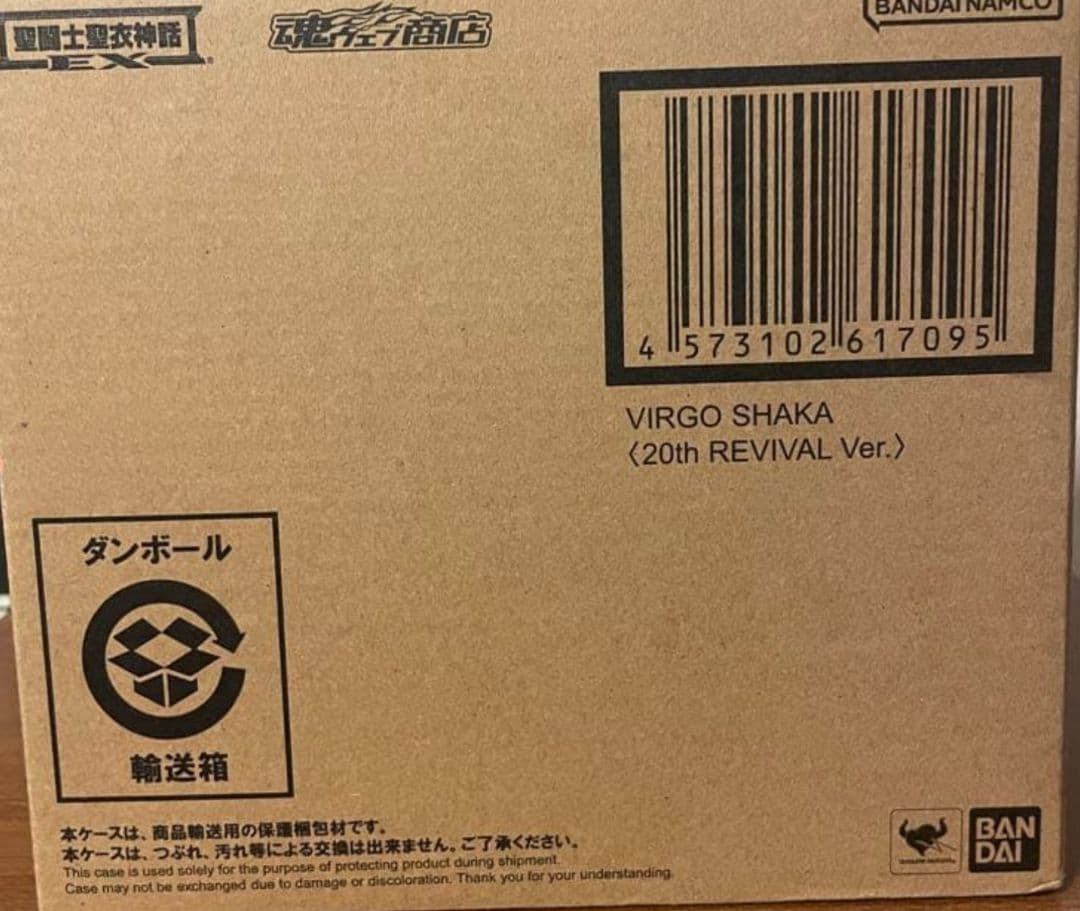 聖闘士聖衣神話
EX
魂ウェブ商店
BANDAI NAMCO
4 573102 617095
VIRGO SHAKA
〈20th REVIVAL Ver.〉
ダンボール
輸送箱
本ケースは、商品輸送用の保護梱包材です。
本ケースは、つぶれ、汚れ等による交換は出来ません。ご了承ください。
This case is used solely for the purpose of protecting product during shipment.
Case may not be exchanged due to damage or discoloration. Thank you for your understanding.
BAN
DAI